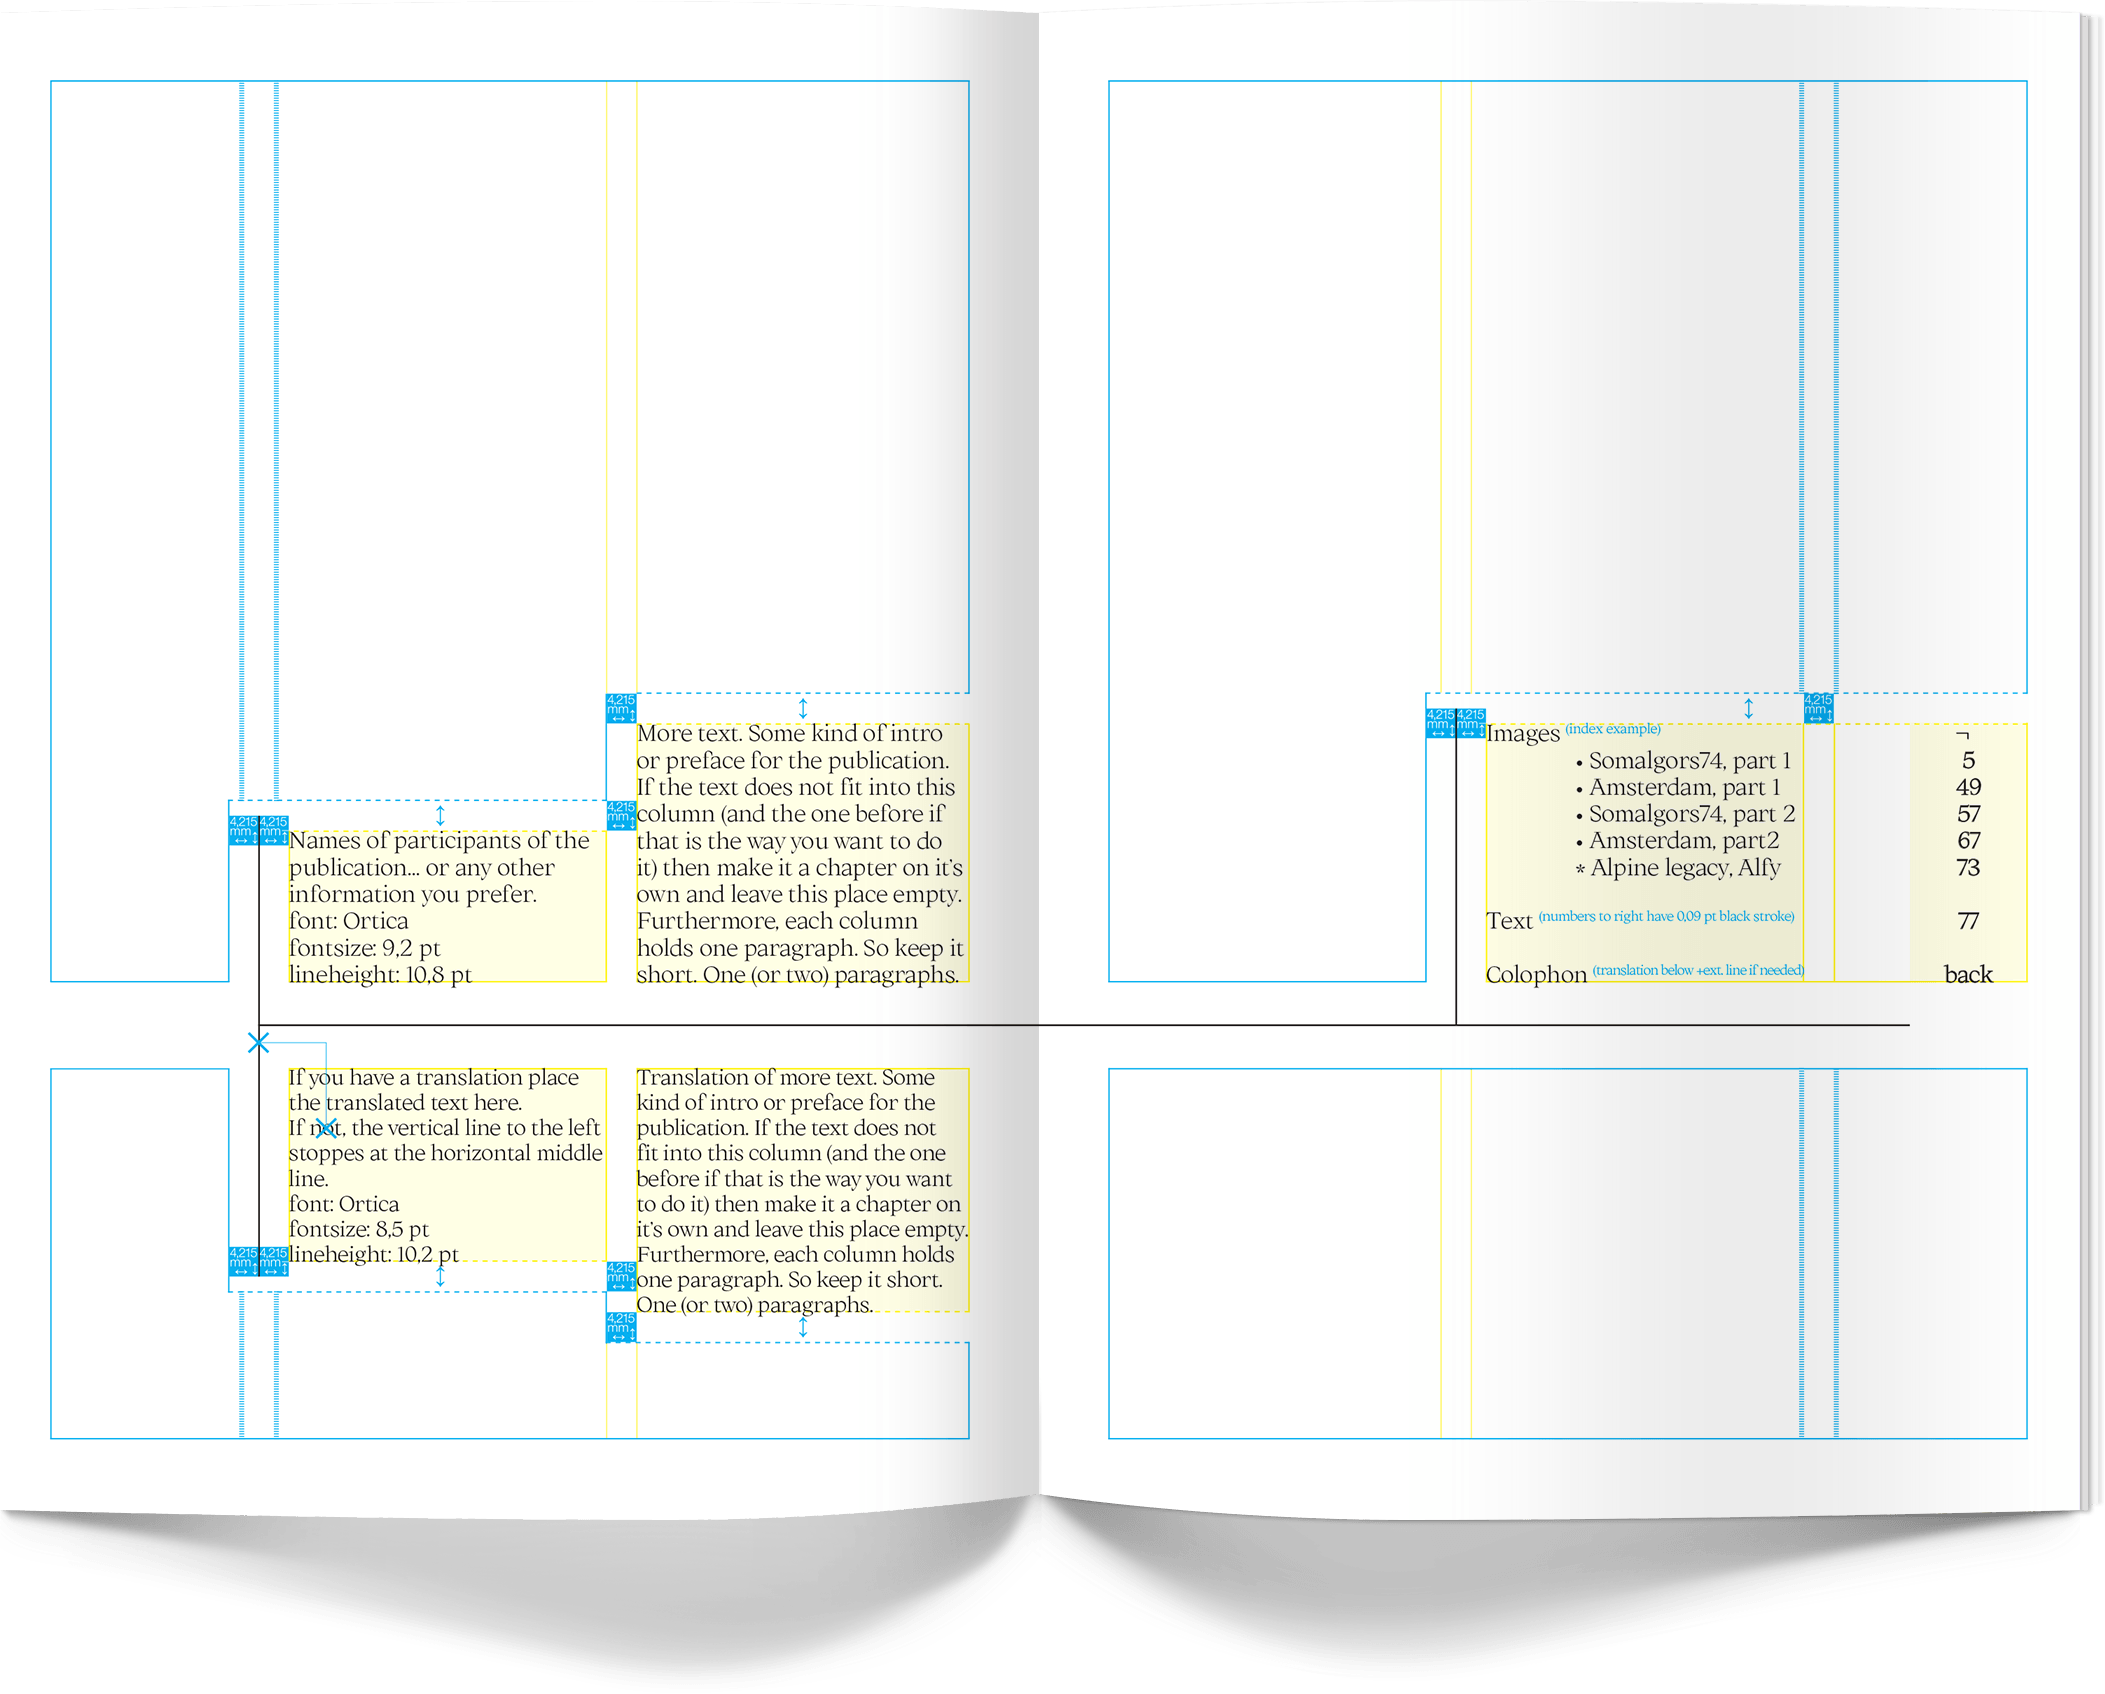 4,215
mm
More text. Some kind of intro
or preface for the publication.
If the text does not fit into this
column (and the one before if
that is the way you want to do
it) then make it a chapter on it's
own and leave this place empty.
Furthermore, each column
holds one paragraph. So keep it
short. One (or two) paragraphs.
4,215
mm
4,215 4,215
mm mm
Names of participants of the
publication... or any other
information you prefer.
font: Ortica
fontsize: 9,2 pt
lineheight: 10,8 pt
If you have a translation place
the translated text here.
If not, the vertical line to the left
stoppes at the horizontal middle
line.
font: Ortica
fontsize: 8,5 pt
lineheight: 10,2 pt
4,215 4,215
mm mm
Translation of more text. Some
kind of intro or preface for the
publication. If the text does not
fit into this column (and the one
before if that is the way you want
to do it) then make it a chapter on
it's own and leave this place empty.
Furthermore, each column holds
one paragraph. So keep it short.
One (or two) paragraphs.
4,215
mm
4,215
mm
4,215 4,215
mm mm
4,215
mm
Images (index example) ¬
• Somalgors74, part 1 5
• Amsterdam, part 1 49
• Somalgors74, part 2 57
• Amsterdam, part2 67
* Alpine legacy, Alfy 73
Text (numbers to right have 0,09 pt black stroke) 77
Colophon (translation below +ext. line if needed) back